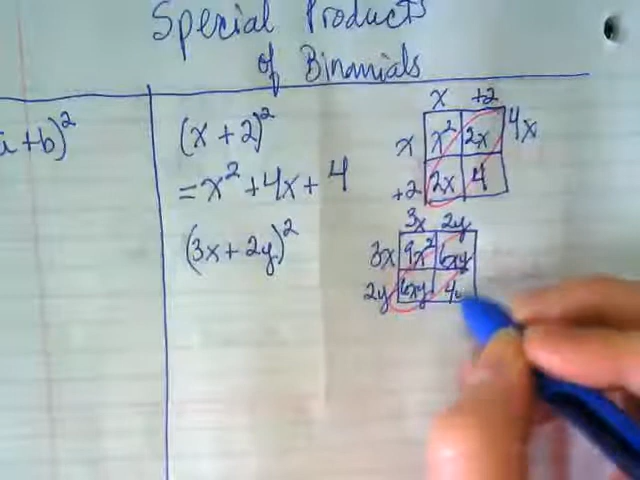 Special Products
of Binomials
a + b)²
(x + 2)²
= x² + 4x + 4
(3x + 2y)²
x +2
x x² 2x 4x
+2 2x 4
3x 2y
3x 9x² 6xy
2y 6xy 4